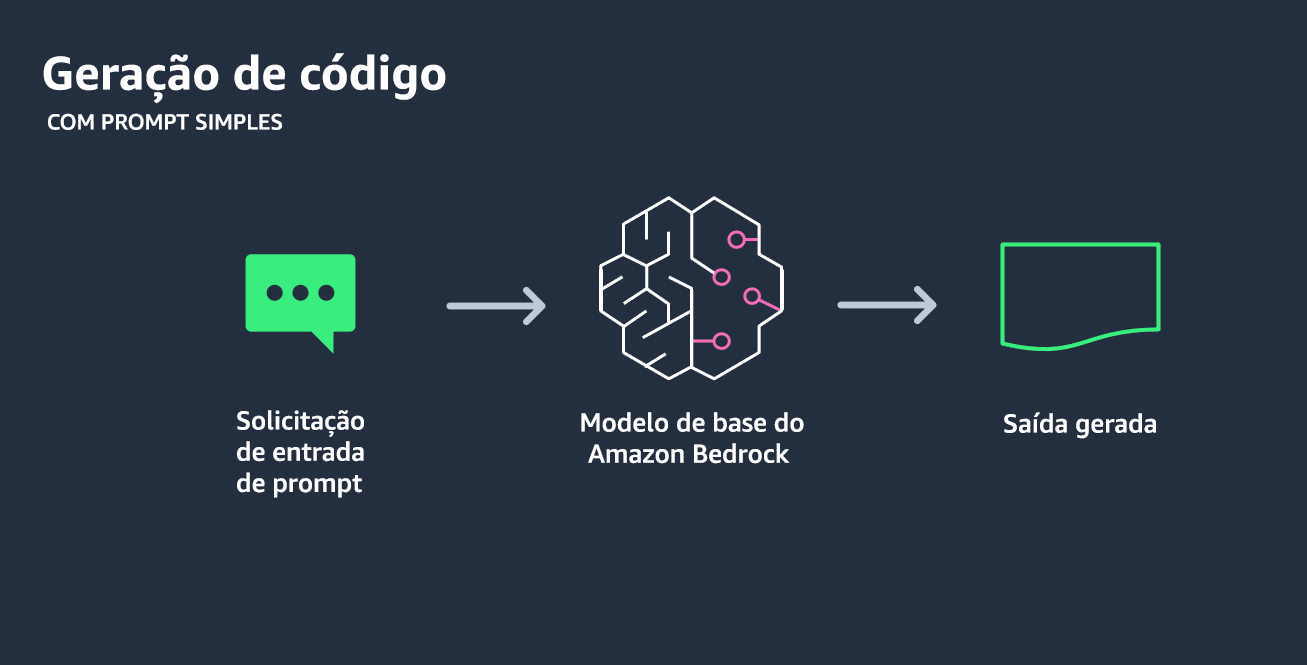 Geração de código
COM PROMPT SIMPLES
Solicitação
de entrada
de prompt
Modelo de base do
Amazon Bedrock
Saída gerada